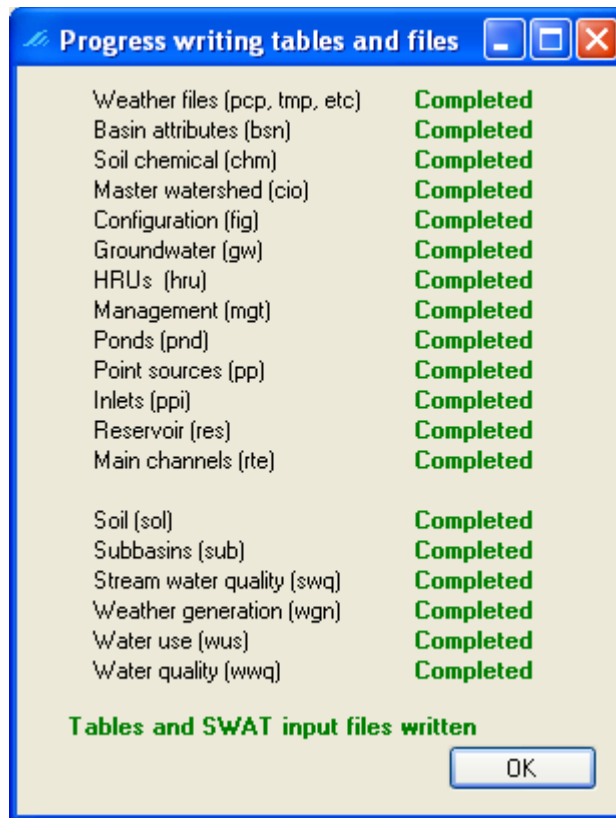 Progress writing tables and files
Weather files (pcp, tmp, etc) Completed
Basin attributes (bsn) Completed
Soil chemical (chm) Completed
Master watershed (cio) Completed
Configuration (fig) Completed
Groundwater (gw) Completed
HRUs (hru) Completed
Management (mgt) Completed
Ponds (pnd) Completed
Point sources (pp) Completed
Inlets (ppi) Completed
Reservoir (res) Completed
Main channels (rte) Completed
Soil (sol) Completed
Subbasins (sub) Completed
Stream water quality (swq) Completed
Weather generation (wgn) Completed
Water use (wus) Completed
Water quality (wwq) Completed
Tables and SWAT input files written
OK